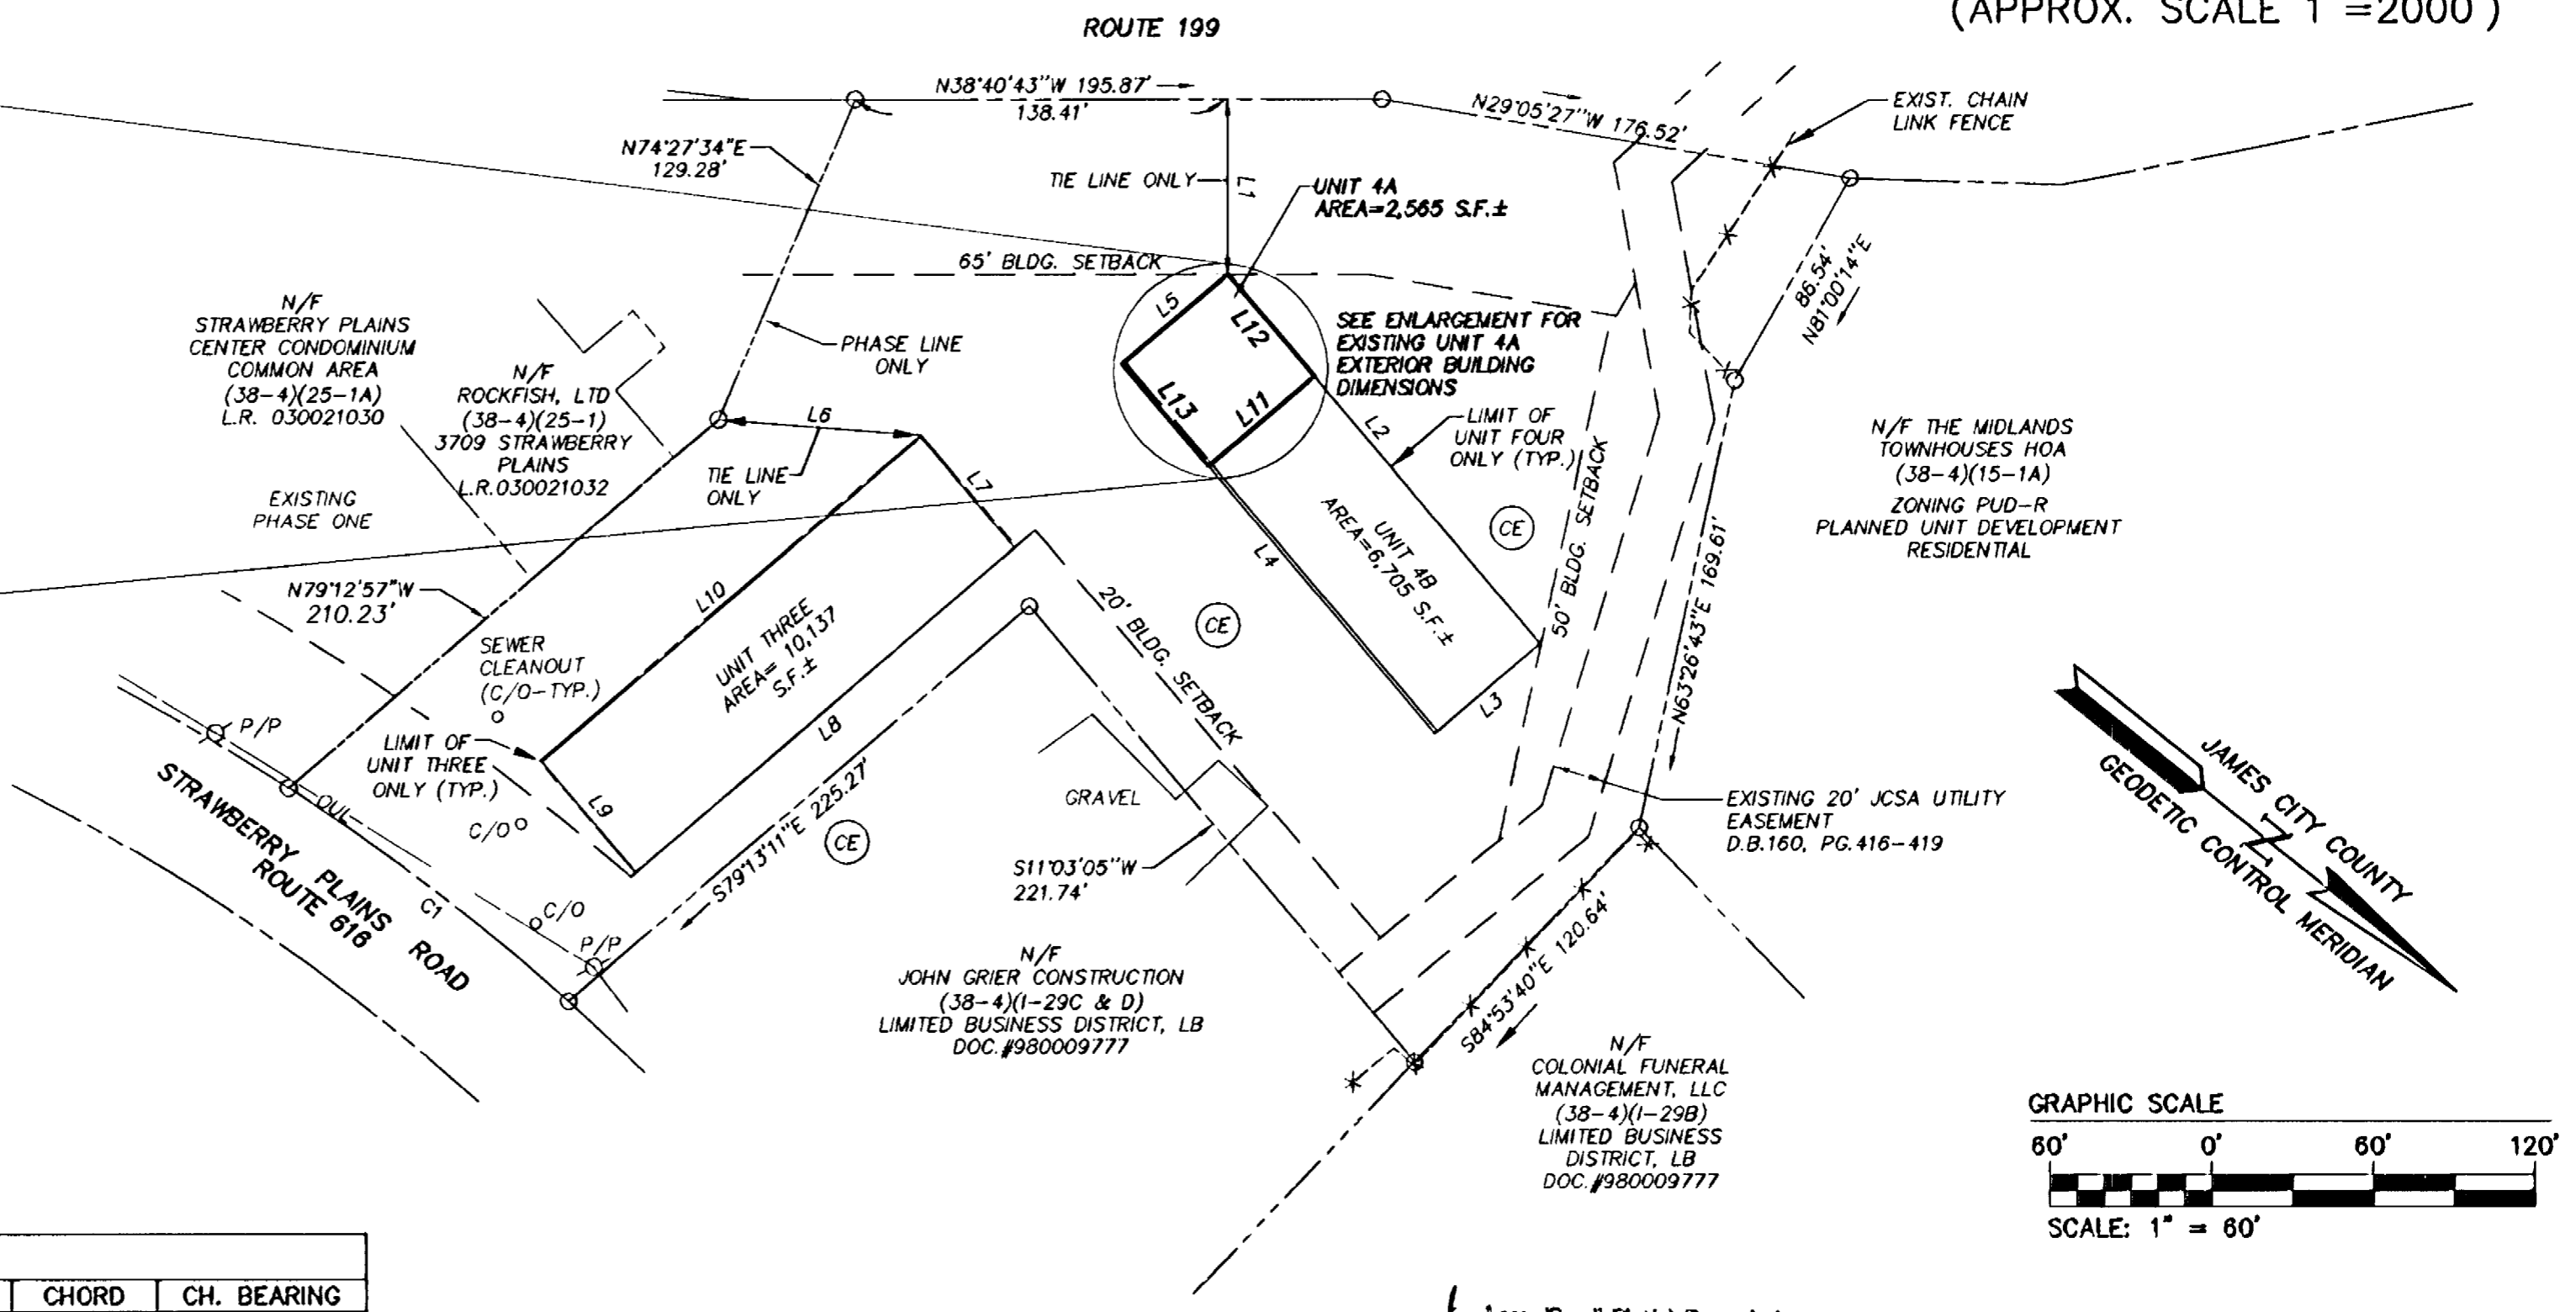 (APPROX. SCALE 1"=2000')
ROUTE 199
N38°40'43"W 195.87'
138.41'
N29°05'27"W 176.52'
EXIST. CHAIN
LINK FENCE
N74°27'34"E
129.28'
TIE LINE ONLY
L1
UNIT 4A
AREA=2,565 S.F.±
65' BLDG. SETBACK
86.54'
N81°00'14"E
N/F
STRAWBERRY PLAINS
CENTER CONDOMINIUM
COMMON AREA
(38-4)(25-1A)
L.R. 030021030
N/F
ROCKFISH, LTD
(38-4)(25-1)
3709 STRAWBERRY
PLAINS
L.R.030021032
PHASE LINE
ONLY
L5
L12
L13
L11
SEE ENLARGEMENT FOR
EXISTING UNIT 4A
EXTERIOR BUILDING
DIMENSIONS
L6
TIE LINE
ONLY
L7
L2
LIMIT OF
UNIT FOUR
ONLY (TYP.)
N/F THE MIDLANDS
TOWNHOUSES HOA
(38-4)(15-1A)
ZONING PUD-R
PLANNED UNIT DEVELOPMENT
RESIDENTIAL
EXISTING
PHASE ONE
CE
50' BLDG. SETBACK
UNIT 4B
AREA=6,705 S.F.±
L4
L3
N63°26'43"E 169.61'
N79°12'57"W
210.23'
L10
UNIT THREE
AREA= 10,137
S.F.±
20' BLDG. SETBACK
CE
SEWER
CLEANOUT
(C/O-TYP.)
P/P
LIMIT OF
UNIT THREE
ONLY (TYP.)
L8
L9
S79°13'11"E 225.27'
CE
GRAVEL
OUL
C/O
STRAWBERRY PLAINS ROAD
ROUTE 616
C1
C/O
P/P
S11°03'05"W
221.74'
EXISTING 20' JCSA UTILITY
EASEMENT
D.B.160, PG.416-419
JAMES CITY COUNTY
GEODETIC CONTROL MERIDIAN
N/F
JOHN GRIER CONSTRUCTION
(38-4)(1-29C & D)
LIMITED BUSINESS DISTRICT, LB
DOC.#980009777
S84°53'40"E 120.64'
N/F
COLONIAL FUNERAL
MANAGEMENT, LLC
(38-4)(1-29B)
LIMITED BUSINESS
DISTRICT, LB
DOC.#980009777
GRAPHIC SCALE
60' 0' 60' 120'
SCALE: 1" = 60'
CHORD CH. BEARING